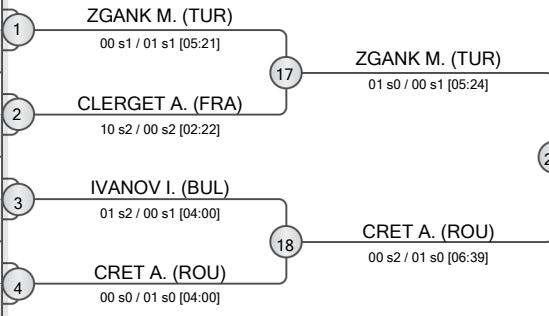 1
ZGANK M. (TUR)
00 s1 / 01 s1 [05:21]
17
ZGANK M. (TUR)
01 s0 / 00 s1 [05:24]
2
CLERGET A. (FRA)
10 s2 / 00 s2 [02:22]
3
IVANOV I. (BUL)
01 s2 / 00 s1 [04:00]
18
CRET A. (ROU)
00 s2 / 01 s0 [06:39]
4
CRET A. (ROU)
00 s0 / 01 s0 [04:00]